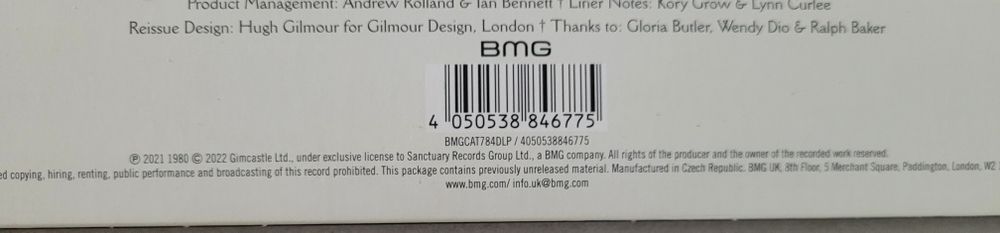 Product Management: Andrew Rolland & Ian Bennett † Liner Notes: Kory Grow & Lynn Curlee
Reissue Design: Hugh Gilmour for Gilmour Design, London † Thanks to: Gloria Butler, Wendy Dio & Ralph Baker
BMG
4 050538 846775
BMGCAT784DLP / 4050538846775
℗ 2021 1980 © 2022 Gimcastle Ltd., under exclusive license to Sanctuary Records Group Ltd., a BMG company. All rights of the producer and the owner of the recorded work reserved.
ed copying, hiring, renting, public performance and broadcasting of this record prohibited. This package contains previously unreleased material. Manufactured in Czech Republic. BMG UK, 8th Floor, 5 Merchant Square, Paddington, London, W2
www.bmg.com/ info.uk@bmg.com